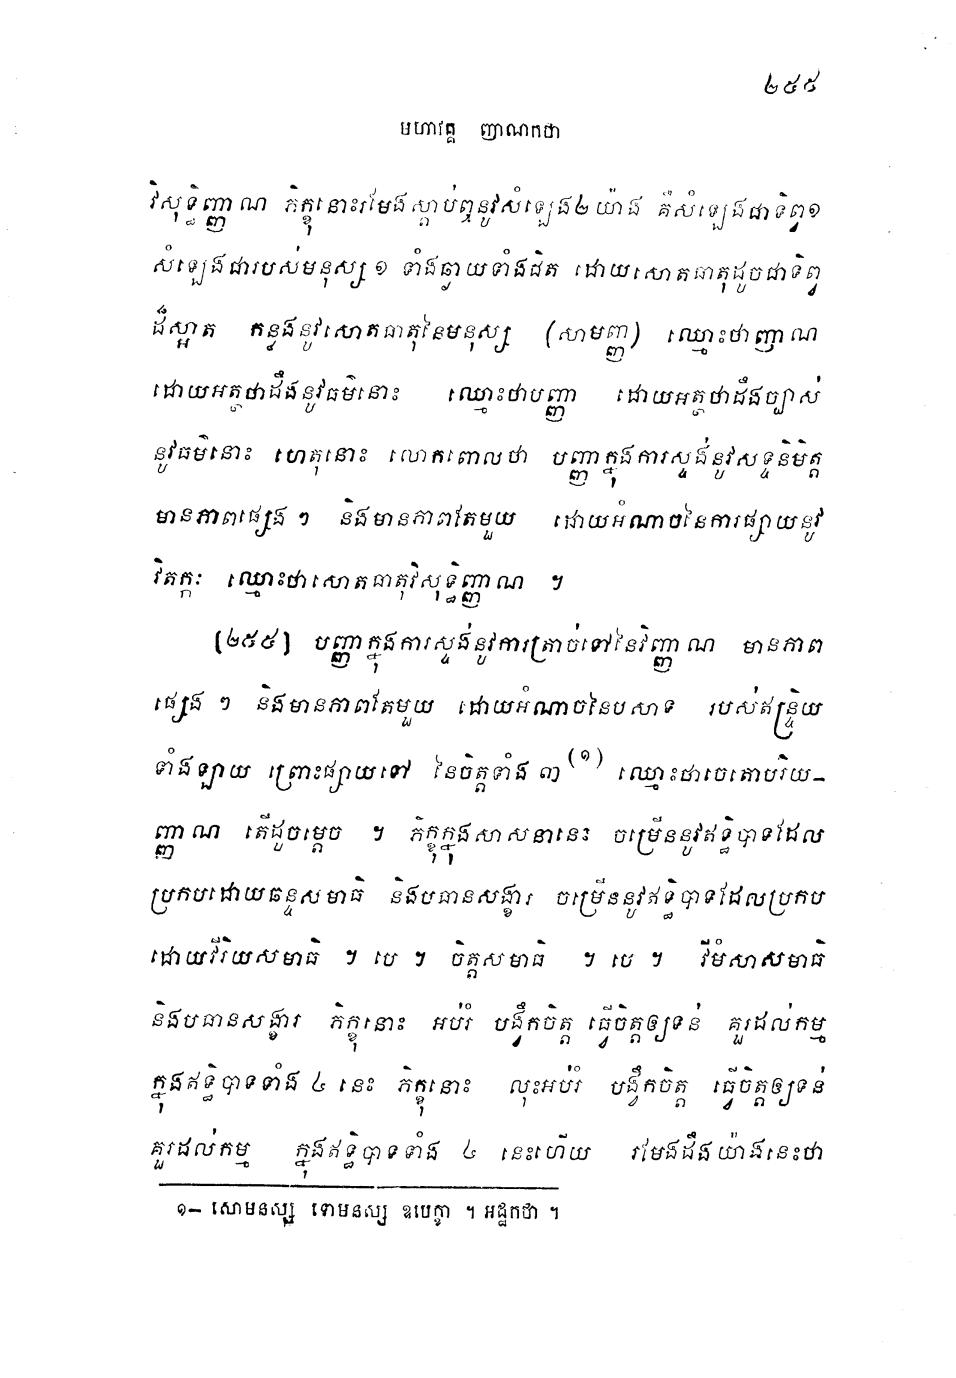 ២៥៥
មហាវគ្គ ញាណកថា
វិសុទ្ធិញ្ញាណ ភិក្ខុនោះរមែងស្តាប់ឮនូវសំឡេង២យ៉ាង គឺសំឡេងជាទិព្វ១
សំឡេងជារបស់មនុស្ស ១ ទាំងឆ្ងាយទាំងជិត ដោយសោតធាតុដូចជាទិព្វ
ដ៏ស្អាត កន្លងនូវសោតធាតុនៃមនុស្ស (សាមញ្ញ) ឈ្មោះថាញាណ
ដោយអត្ថថាដឹងនូវធម៌នោះ ឈ្មោះថាបញ្ញា ដោយអត្ថថាដឹងច្បាស់
នូវធម៌នោះ ហេតុនោះ លោកពោលថា បញ្ញាក្នុងការស្ទង់នូវសទ្ទនិមិត្ត
មានភាពផ្សេង ៗ និងមានភាពតែមួយ ដោយអំណាចនៃការផ្សាយនូវ
វិតក្កៈ ឈ្មោះថាសោតធាតុវិសុទ្ធិញ្ញាណ ។
[២៥៥] បញ្ញាក្នុងការស្ទង់នូវការត្រាច់ទៅនៃវិញ្ញាណ មានភាព
ផ្សេង ៗ និងមានភាពតែមួយ ដោយអំណាចនៃបសាទ របស់ឥន្ទ្រិយ
ទាំងឡាយ ព្រោះផ្សាយទៅ នៃចិត្តទាំង ៣ (១) ឈ្មោះថាចេតោបរិយ-
ញ្ញាណ តើដូចម្តេច ។ ភិក្ខុក្នុងសាសនានេះ ចម្រើននូវឥទ្ធិបាទដែល
ប្រកបដោយឆន្ទសមាធិ និងបធានសង្ខារ ចម្រើននូវឥទ្ធិបាទដែលប្រកប
ដោយវីរិយសមាធិ ។ បេ ។ ចិត្តសមាធិ ។ បេ ។ វីមំសាសមាធិ
និងបធានសង្ខារ ភិក្ខុនោះ អប់រំ បង្វឹកចិត្ត ធ្វើចិត្តឲ្យទន់ គួរដល់កម្ម
ក្នុងឥទ្ធិបាទទាំង ៤ នេះ ភិក្ខុនោះ លុះអប់រំ បង្វឹកចិត្ត ធ្វើចិត្តឲ្យទន់
គួរដល់កម្ម ក្នុងឥទ្ធិបាទទាំង ៤ នេះហើយ រមែងដឹងយ៉ាងនេះថា
១– សោមនស្ស ទោមនស្ស ឧបេក្ខា ។ អដ្ឋកថា ។